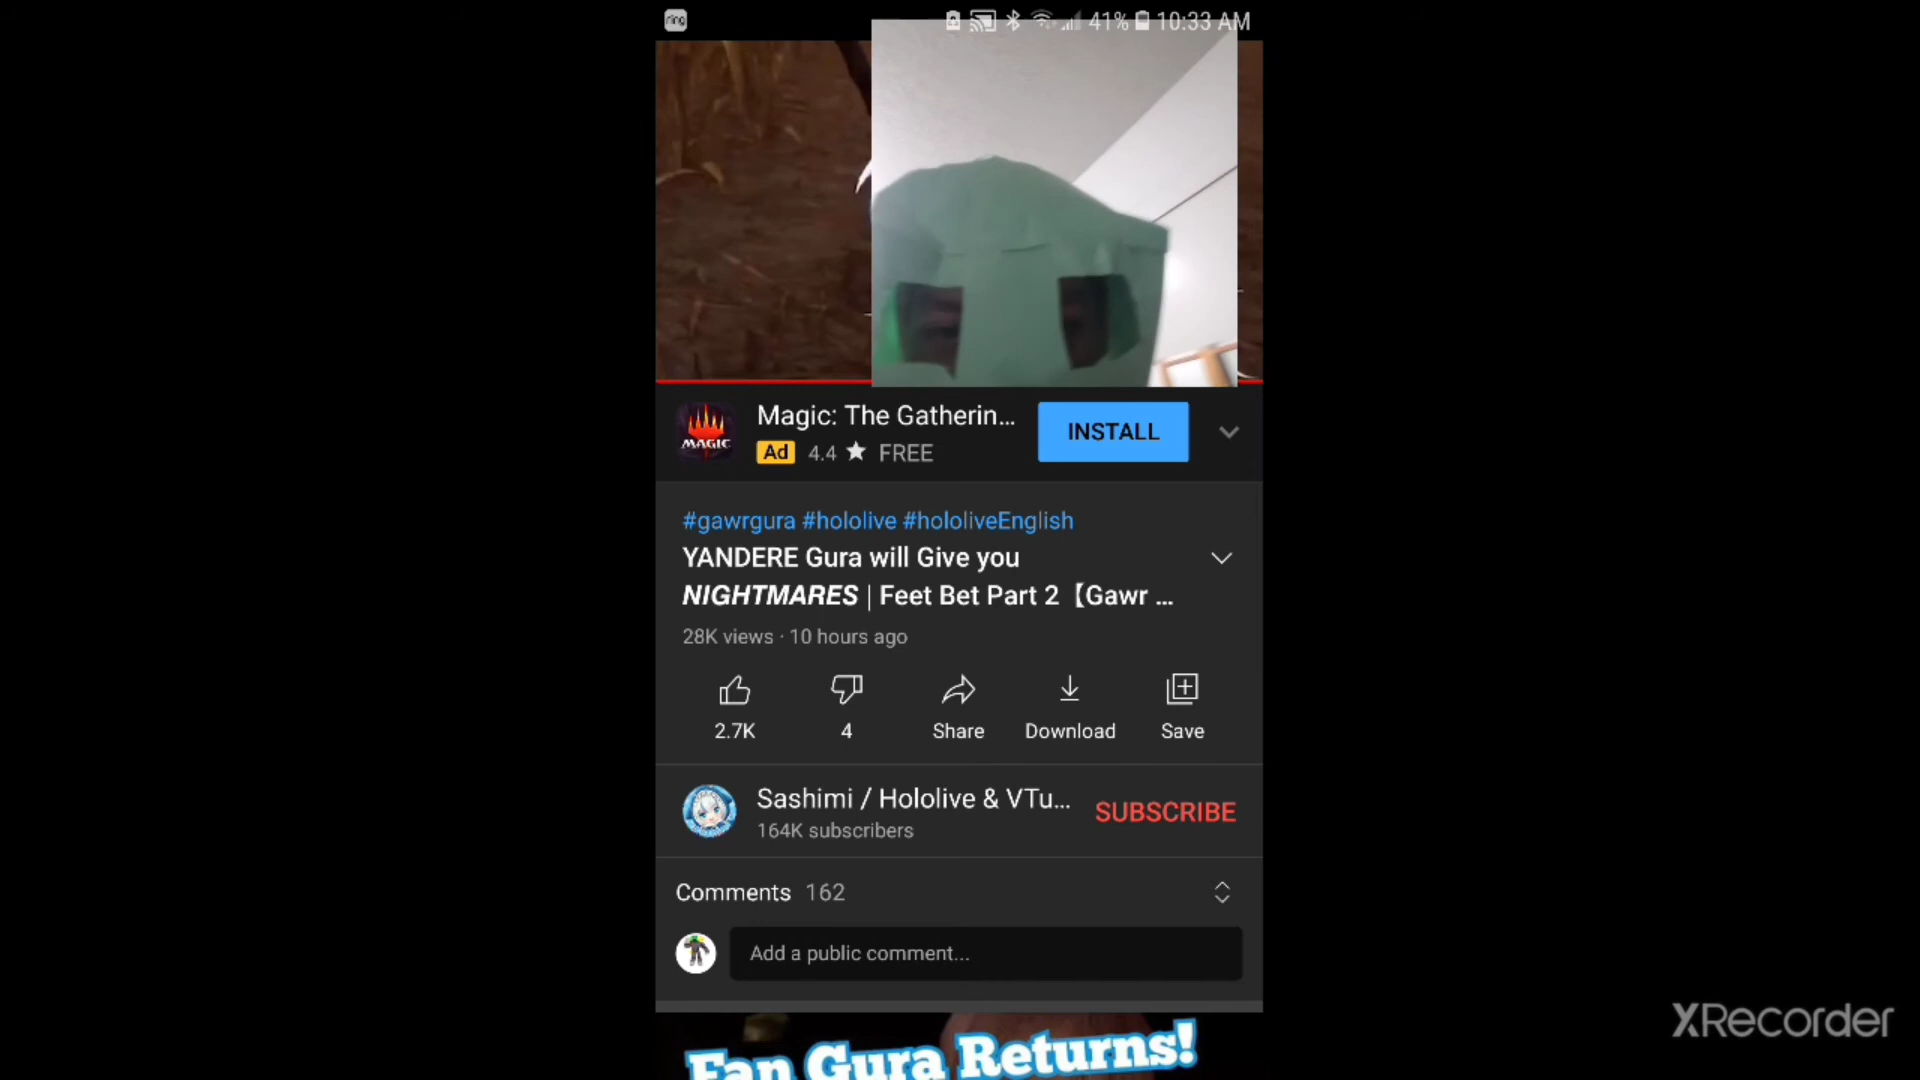 ring
41% 10:33 AM
Magic: The Gatherin...
INSTALL
MAGIC
Ad 4.4 ★ FREE
#gawrgura #hololive #hololiveEnglish
YANDERE Gura will Give you
NIGHTMARES | Feet Bet Part 2【Gawr ...
28K views · 10 hours ago
2.7K 4 Share Download Save
Sashimi / Hololive & VTu...
SUBSCRIBE
164K subscribers
Comments 162
Add a public comment...
Fan Gura Returns!
XRecorder